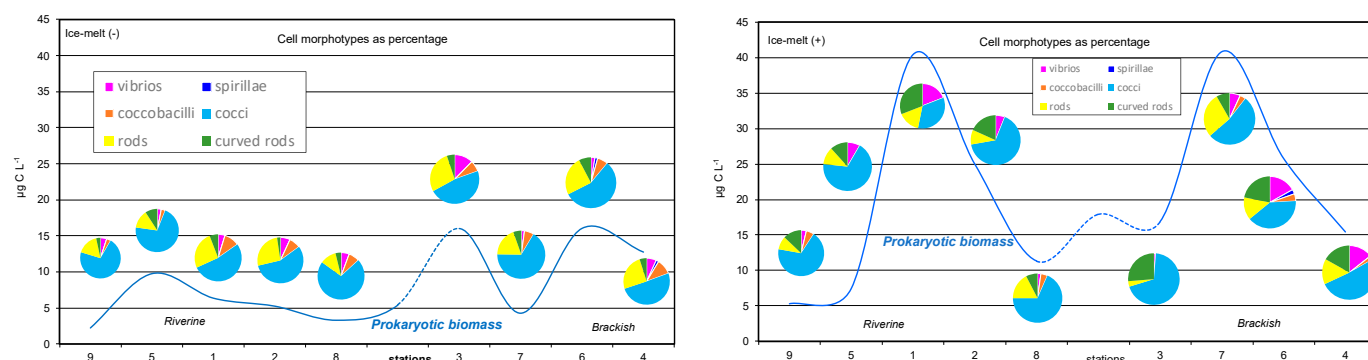 45
40
35
30
25
20
15
10
5
0
µg C L⁻¹
Ice-melt (-)
Cell morphotypes as percentage
vibrios spirillae
coccobacilli cocci
rods curved rods
Riverine
Prokaryotic biomass
Brackish
9 5 1 2 8 stations 3 7 6 4
45
40
35
30
25
20
15
10
5
0
µg C L⁻¹
Ice-melt (+)
Cell morphotypes as percentage
vibrios spirillae
coccobacilli cocci
rods curved rods
Prokaryotic biomass
Riverine
Brackish
9 5 1 2 8 stations 3 7 6 4